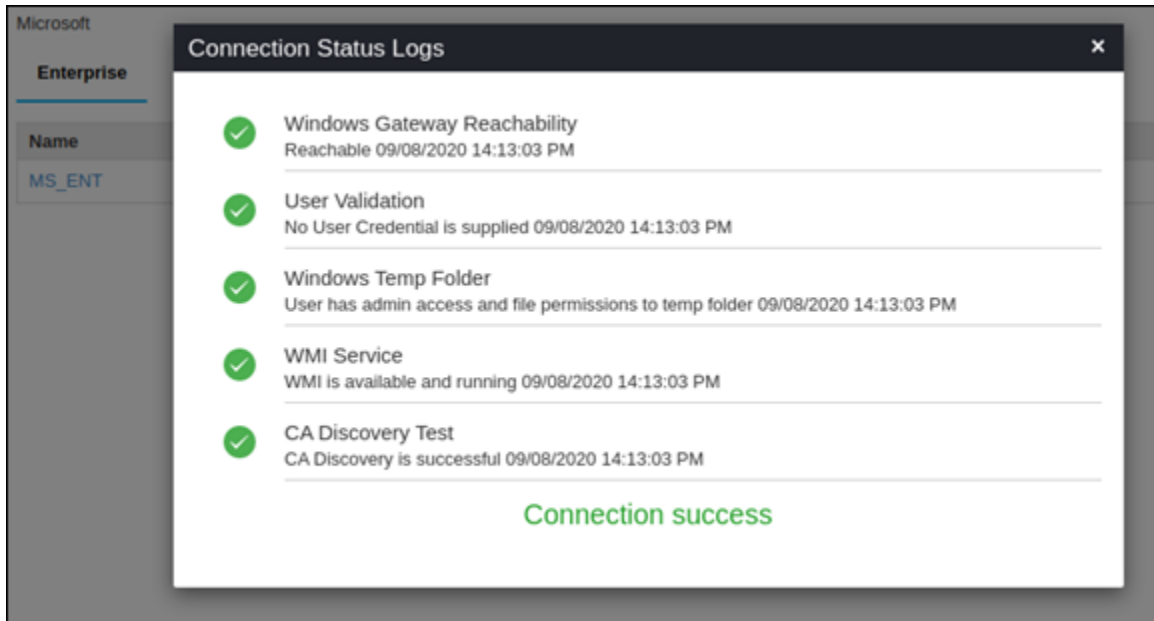 Microsoft
Connection Status Logs ×
Enterprise
Name
MS_ENT
Windows Gateway Reachability
Reachable 09/08/2020 14:13:03 PM
User Validation
No User Credential is supplied 09/08/2020 14:13:03 PM
Windows Temp Folder
User has admin access and file permissions to temp folder 09/08/2020 14:13:03 PM
WMI Service
WMI is available and running 09/08/2020 14:13:03 PM
CA Discovery Test
CA Discovery is successful 09/08/2020 14:13:03 PM
Connection success